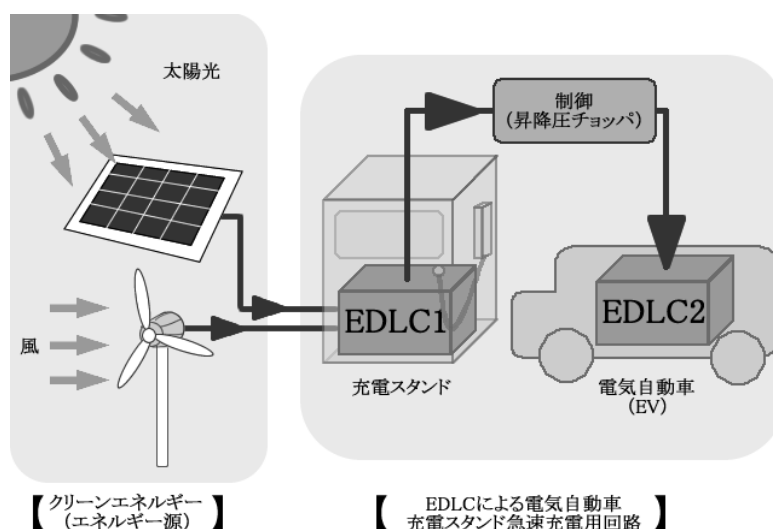 太陽光
風
制御
(昇降圧チョッパ)
EDLC1
EDLC2
充電スタンド
電気自動車
(EV)
【クリーンエネルギー
(エネルギー源)】
【EDLCによる電気自動車
充電スタンド急速充電用回路】